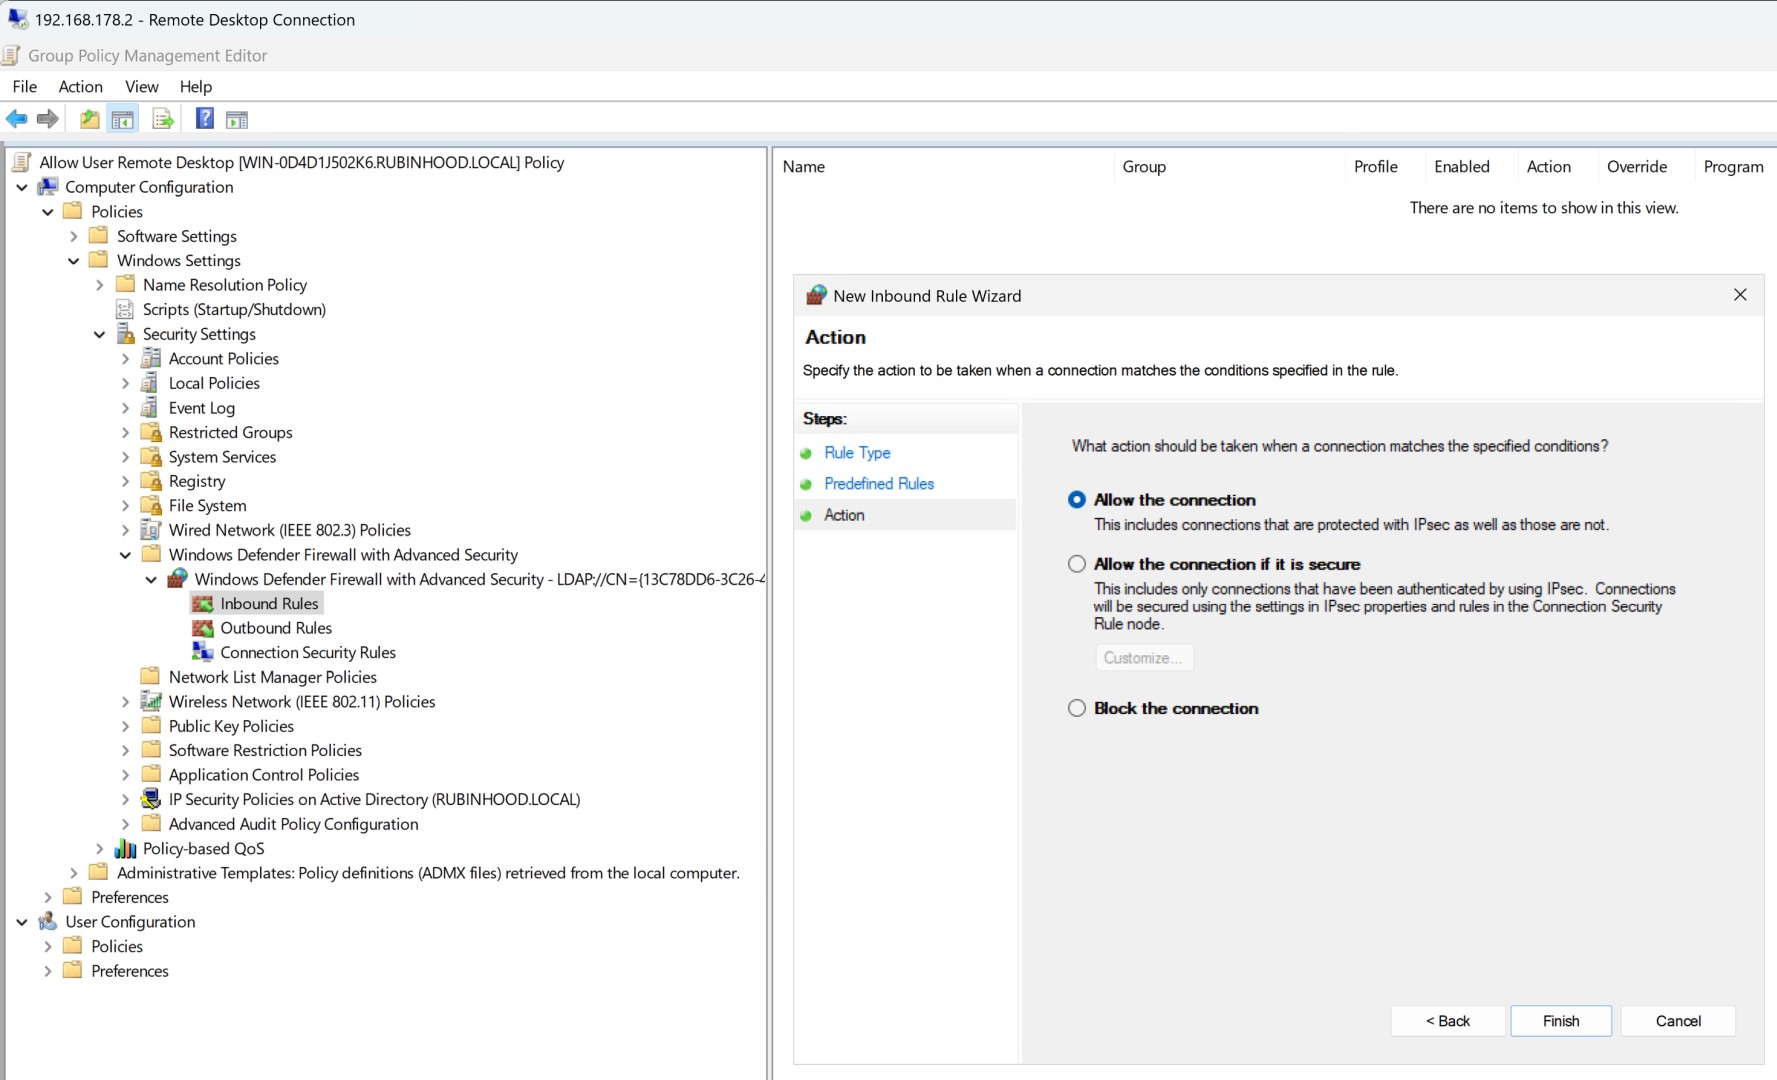 192.168.178.2 - Remote Desktop Connection
Group Policy Management Editor
File Action View Help
Allow User Remote Desktop [WIN-0D4D1J502K6.RUBINHOOD.LOCAL] Policy
Computer Configuration
Policies
Software Settings
Windows Settings
Name Resolution Policy
Scripts (Startup/Shutdown)
Security Settings
Account Policies
Local Policies
Event Log
Restricted Groups
System Services
Registry
File System
Wired Network (IEEE 802.3) Policies
Windows Defender Firewall with Advanced Security
Windows Defender Firewall with Advanced Security - LDAP://CN={13C78DD6-3C26-4
Inbound Rules
Outbound Rules
Connection Security Rules
Network List Manager Policies
Wireless Network (IEEE 802.11) Policies
Public Key Policies
Software Restriction Policies
Application Control Policies
IP Security Policies on Active Directory (RUBINHOOD.LOCAL)
Advanced Audit Policy Configuration
Policy-based QoS
Administrative Templates: Policy definitions (ADMX files) retrieved from the local computer.
Preferences
User Configuration
Policies
Preferences
Name Group Profile Enabled Action Override Program
There are no items to show in this view.
New Inbound Rule Wizard
Action
Specify the action to be taken when a connection matches the conditions specified in the rule.
Steps:
Rule Type
Predefined Rules
Action
What action should be taken when a connection matches the specified conditions?
Allow the connection
This includes connections that are protected with IPsec as well as those are not.
Allow the connection if it is secure
This includes only connections that have been authenticated by using IPsec. Connections
will be secured using the settings in IPsec properties and rules in the Connection Security
Rule node.
Customize...
Block the connection
< Back Finish Cancel